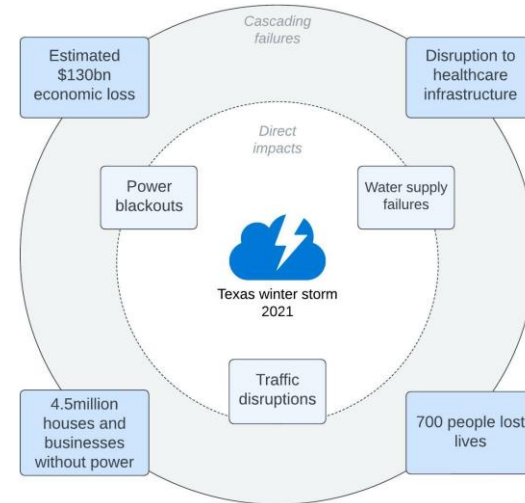 Cascading
failures
Estimated
$130bn
economic loss
Disruption to
healthcare
infrastructure
Direct
impacts
Power
blackouts
Water supply
failures
Texas winter storm
2021
Traffic
disruptions
4.5million
houses and
businesses
without power
700 people lost
lives